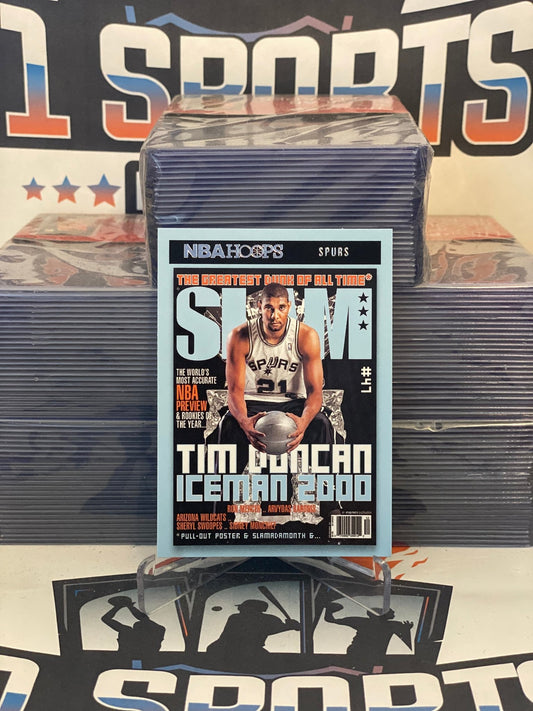 1 SPORTS
NBA HOOPS SPURS
THE GREATEST DUNK OF ALL TIME*
SLAM
#47
SPURS
21
THE WORLD'S
MOST ACCURATE
NBA
PREVIEW
& ROOKIES OF
THE YEAR...
TIM DUNCAN
ICEMAN 2000
ARVYDAS SABONIS
ARIZONA WILDCATS
SHERYL SWOOPES .. SIDNEY MONCRIEF
* PULL-OUT POSTER & SLAMADAMONTH &...
1 SPORTS